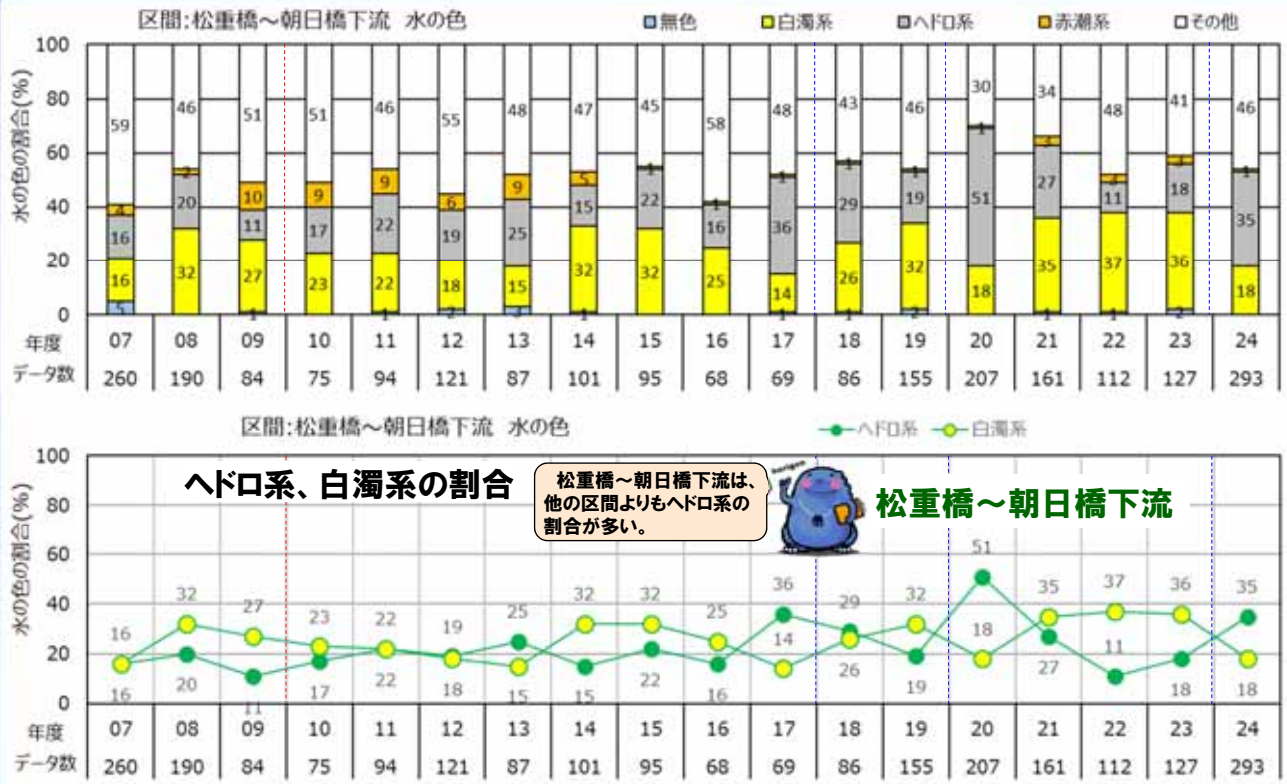 区間:松重橋～朝日橋下流 水の色
無色 白濁系 ヘドロ系 赤潮系 その他
水の色の割合(%)
100
80
60
40
20
0
59 46 51 51 46 55 48 47 45 58 48 43 46 30 34 48 41 46
4 2 10 9 9 6 9 5 1 1 1 1 1 1 4 1
16 20 11 17 22 19 25 15 22 16 36 29 19 51 27 11 18 35
16 32 27 23 22 18 15 32 32 25 14 26 32 18 35 37 36 18
5 1 1 2 3 1 1 1 2 1 1 2
年度 07 08 09 10 11 12 13 14 15 16 17 18 19 20 21 22 23 24
データ数 260 190 84 75 94 121 87 101 95 68 69 86 155 207 161 112 127 293
区間:松重橋～朝日橋下流 水の色
ヘドロ系 白濁系
ヘドロ系、白濁系の割合
松重橋～朝日橋下流は、
他の区間よりもヘドロ系の
割合が多い。
松重橋～朝日橋下流
水の色の割合(%)
100
80
60
40
20
0
16 32 27 23 22 19 25 32 32 25 36 29 32 51 35 37 36 35
16 20 11 17 22 18 15 15 22 16 14 26 19 18 27 11 18 18
年度 07 08 09 10 11 12 13 14 15 16 17 18 19 20 21 22 23 24
データ数 260 190 84 75 94 121 87 101 95 68 69 86 155 207 161 112 127 293